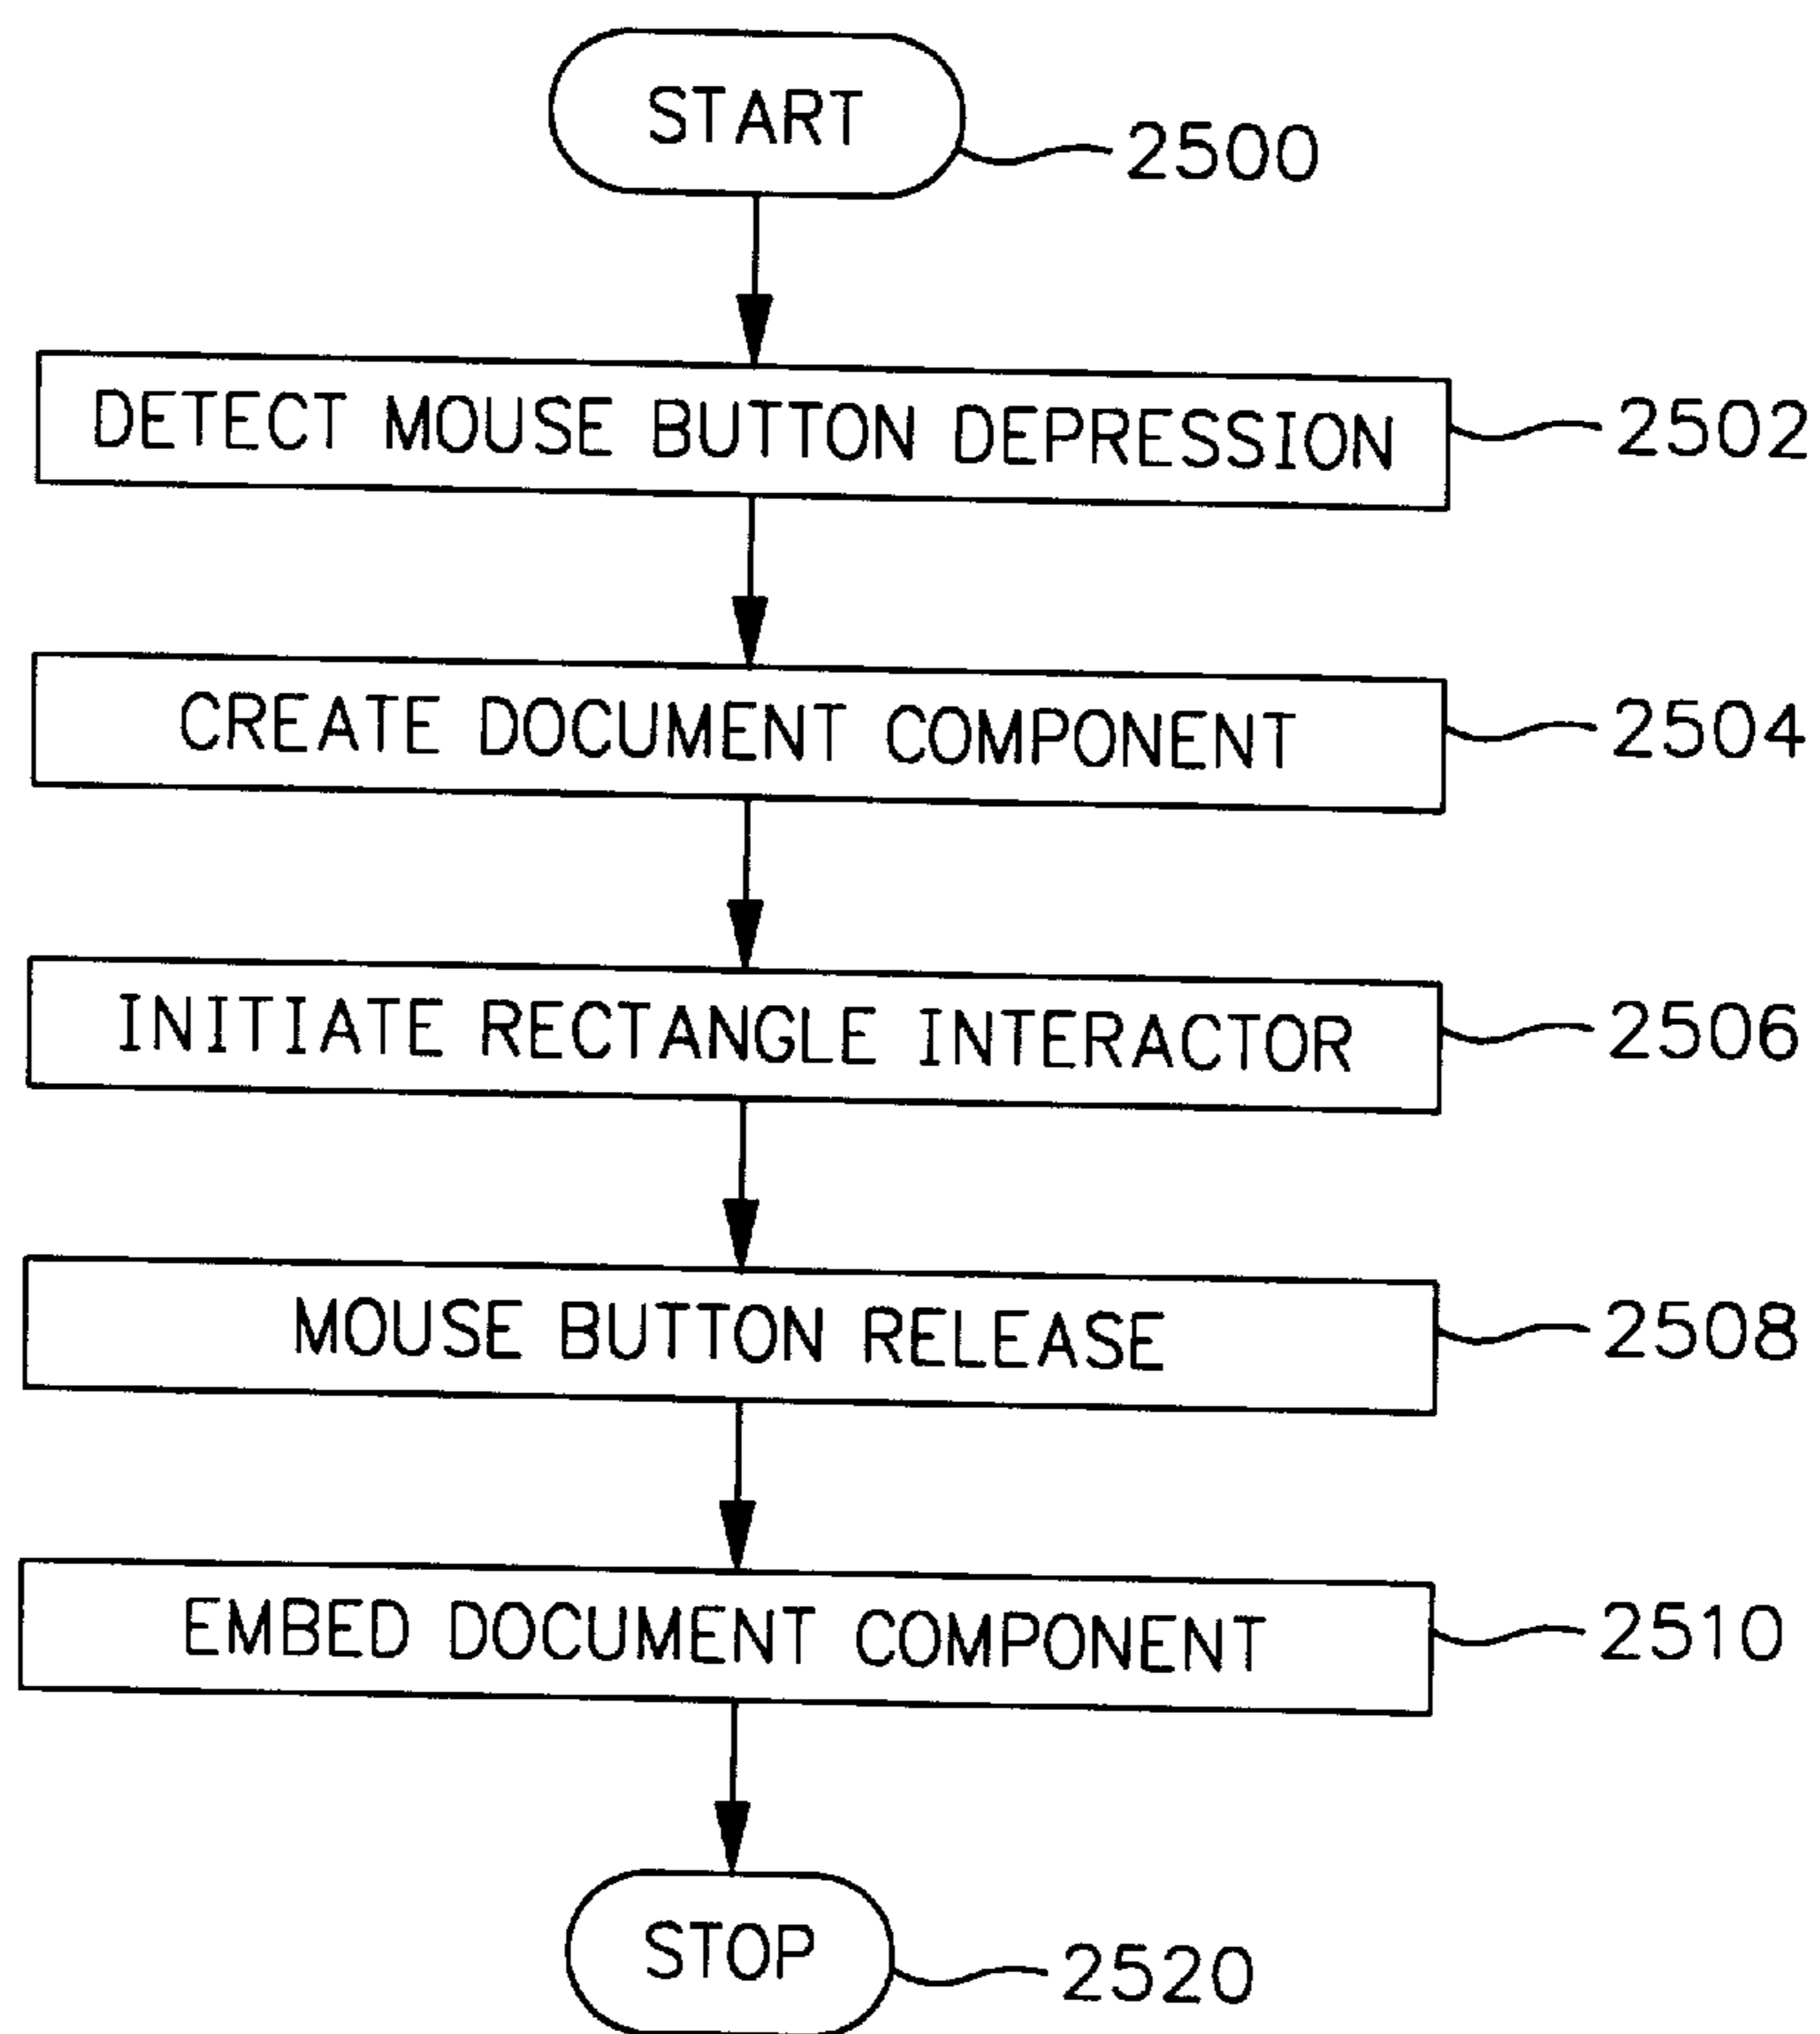 START
2500
DETECT MOUSE BUTTON DEPRESSION
2502
CREATE DOCUMENT COMPONENT
2504
INITIATE RECTANGLE INTERACTOR
2506
MOUSE BUTTON RELEASE
2508
EMBED DOCUMENT COMPONENT
2510
STOP
2520